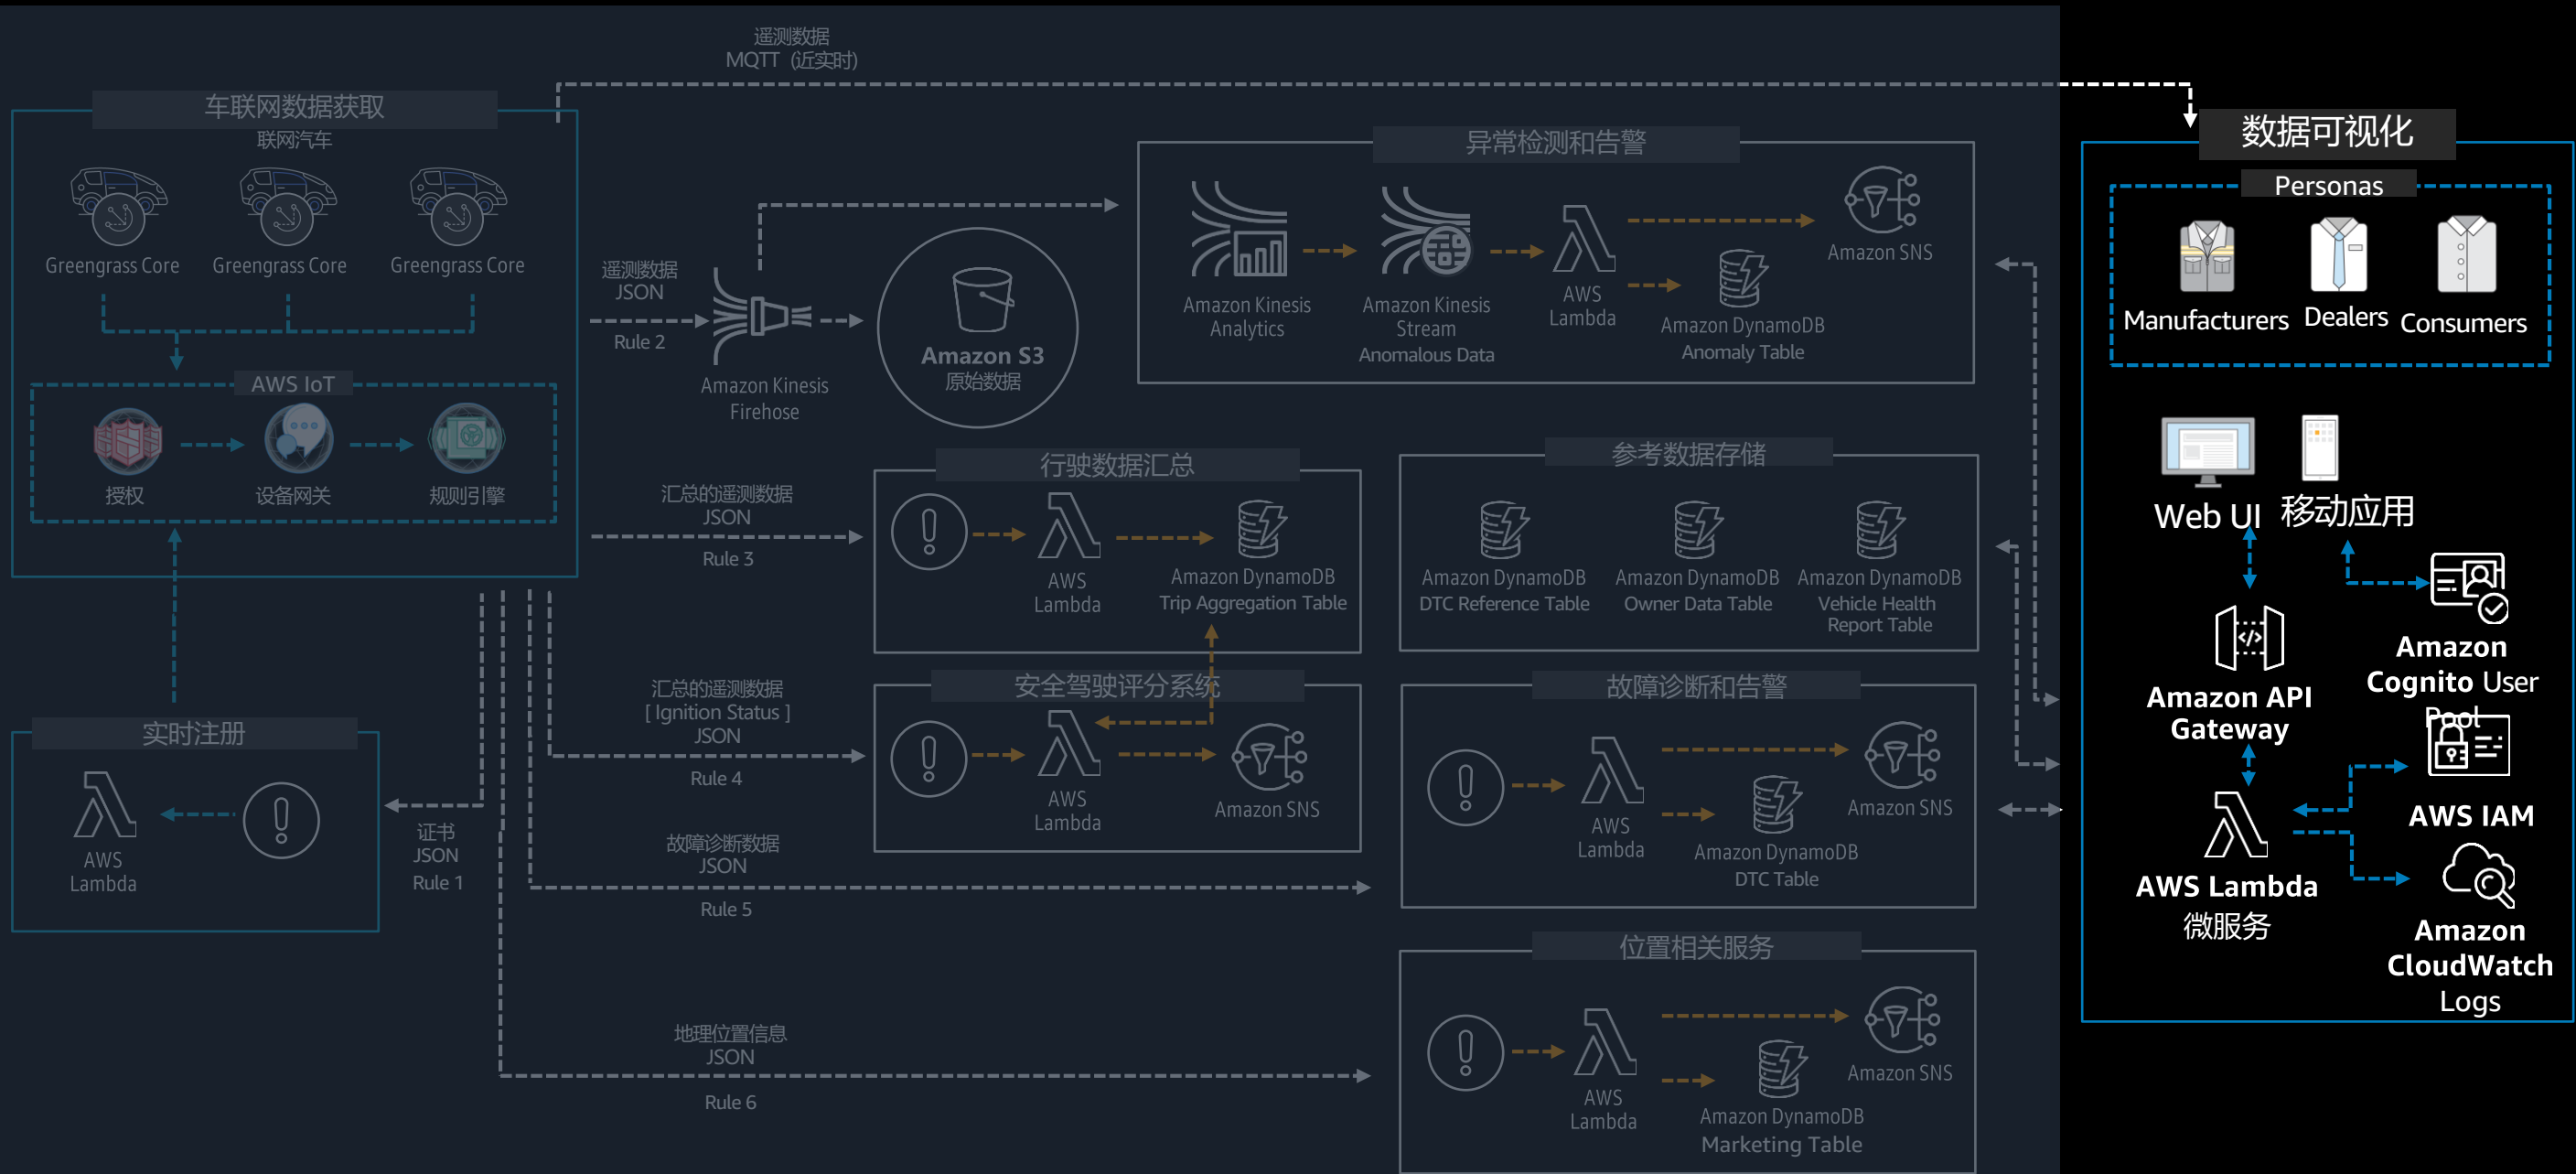 遥测数据
MQTT (近实时)
车联网数据获取
联网汽车
Greengrass Core
Greengrass Core
Greengrass Core
AWS IoT
授权
设备网关
规则引擎
实时注册
AWS
Lambda
证书
JSON
Rule 1
遥测数据
JSON
Rule 2
Amazon Kinesis
Firehose
Amazon S3
原始数据
异常检测和告警
Amazon Kinesis
Analytics
Amazon Kinesis
Stream
Anomalous Data
AWS
Lambda
Amazon DynamoDB
Anomaly Table
Amazon SNS
汇总的遥测数据
JSON
Rule 3
行驶数据汇总
AWS
Lambda
Amazon DynamoDB
Trip Aggregation Table
参考数据存储
Amazon DynamoDB
DTC Reference Table
Amazon DynamoDB
Owner Data Table
Amazon DynamoDB
Vehicle Health
Report Table
汇总的遥测数据
[ Ignition Status ]
JSON
Rule 4
安全驾驶评分系统
AWS
Lambda
Amazon SNS
故障诊断数据
JSON
Rule 5
故障诊断和告警
AWS
Lambda
Amazon DynamoDB
DTC Table
Amazon SNS
地理位置信息
JSON
Rule 6
位置相关服务
AWS
Lambda
Amazon DynamoDB
Marketing Table
Amazon SNS
数据可视化
Personas
Manufacturers
Dealers
Consumers
Web UI
移动应用
Amazon
Cognito User
Pool
Amazon API
Gateway
AWS IAM
AWS Lambda
微服务
Amazon
CloudWatch
Logs